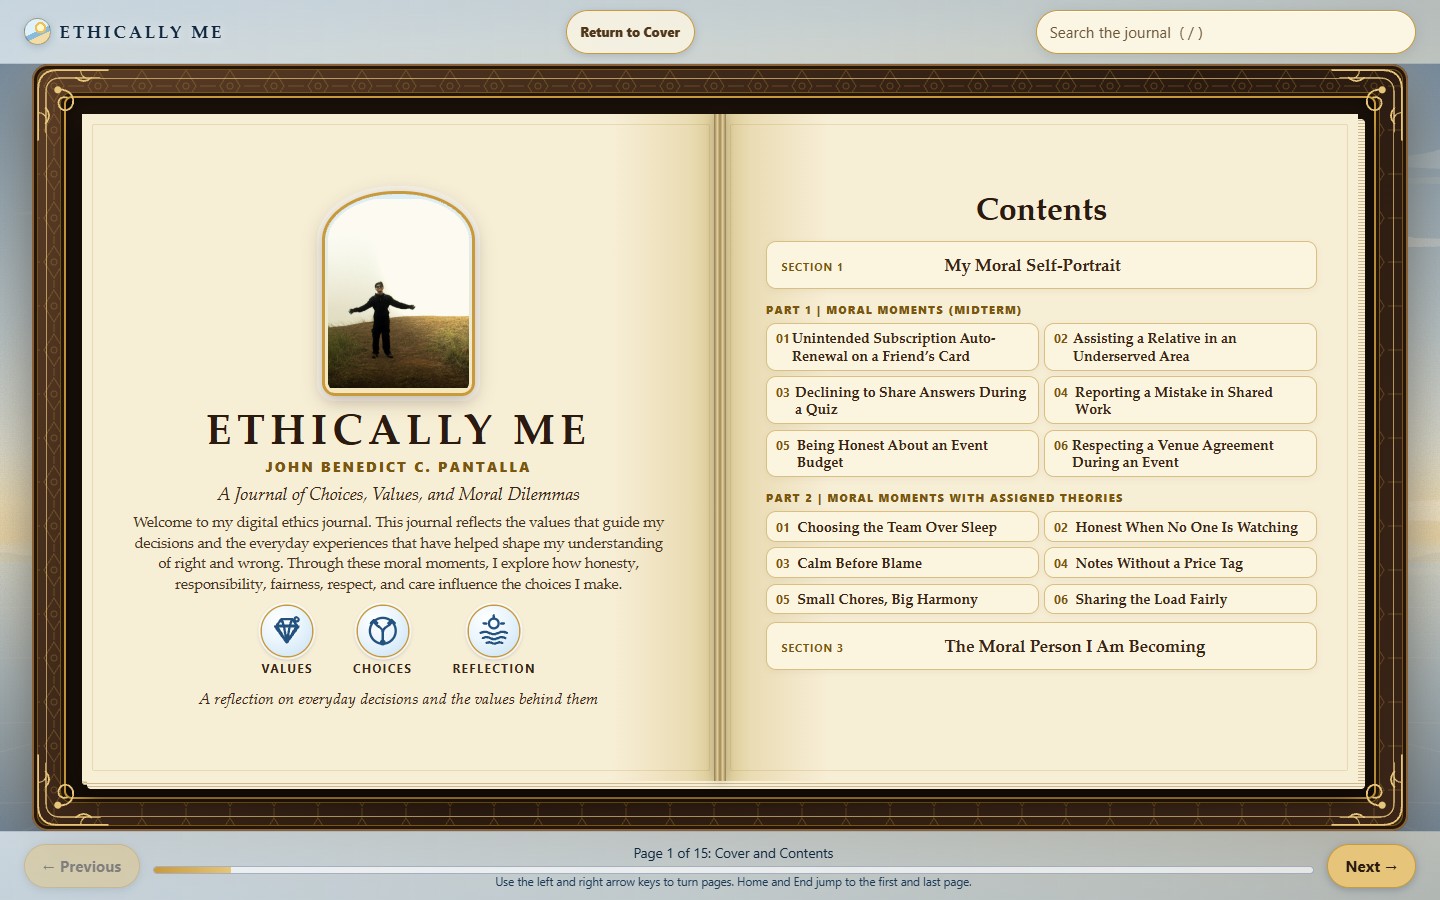 ETHICALLY ME
Return to Cover
Search the journal ( / )
ETHICALLY ME
JOHN BENEDICT C. PANTALLA
A Journal of Choices, Values, and Moral Dilemmas
Welcome to my digital ethics journal. This journal reflects the values that guide my
decisions and the everyday experiences that have helped shape my understanding
of right and wrong. Through these moral moments, I explore how honesty,
responsibility, fairness, respect, and care influence the choices I make.
VALUES CHOICES REFLECTION
A reflection on everyday decisions and the values behind them
Contents
SECTION 1 My Moral Self-Portrait
PART 1 | MORAL MOMENTS (MIDTERM)
01 Unintended Subscription Auto-
Renewal on a Friend’s Card
02 Assisting a Relative in an
Underserved Area
03 Declining to Share Answers During
a Quiz
04 Reporting a Mistake in Shared
Work
05 Being Honest About an Event
Budget
06 Respecting a Venue Agreement
During an Event
PART 2 | MORAL MOMENTS WITH ASSIGNED THEORIES
01 Choosing the Team Over Sleep
02 Honest When No One Is Watching
03 Calm Before Blame
04 Notes Without a Price Tag
05 Small Chores, Big Harmony
06 Sharing the Load Fairly
SECTION 3 The Moral Person I Am Becoming
← Previous
Page 1 of 15: Cover and Contents
Use the left and right arrow keys to turn pages. Home and End jump to the first and last page.
Next →